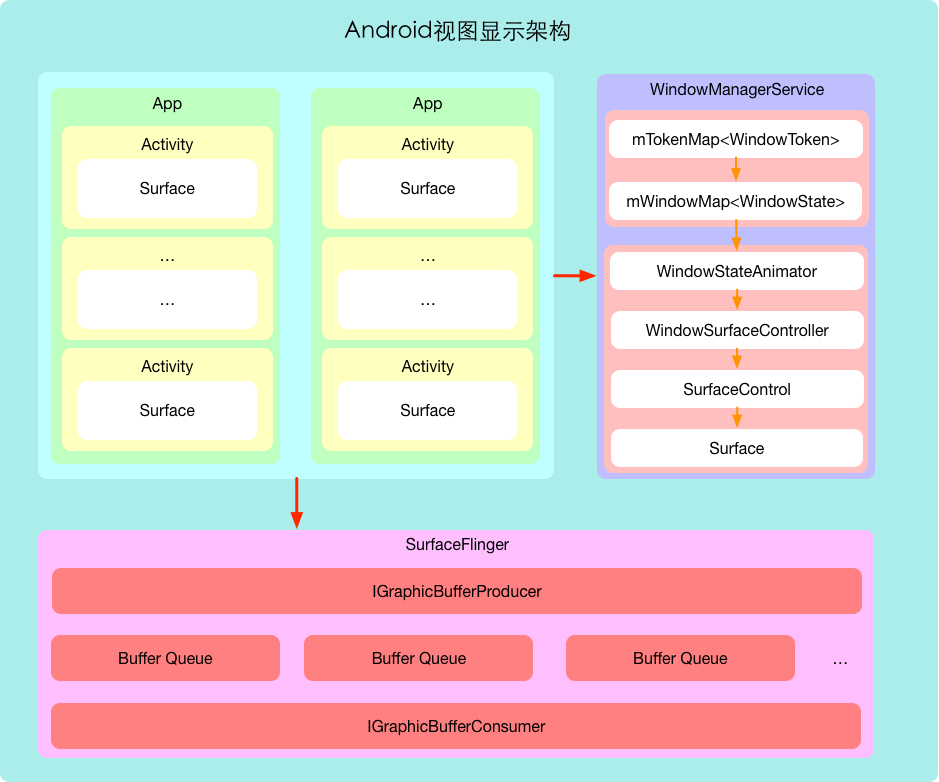 Android视图显示架构
App
Activity
Surface
...
...
Activity
Surface
App
Activity
Surface
...
...
Activity
Surface
WindowManagerService
mTokenMap<WindowToken>
mWindowMap<WindowState>
WindowStateAnimator
WindowSurfaceController
SurfaceControl
Surface
SurfaceFlinger
IGraphicBufferProducer
Buffer Queue
Buffer Queue
Buffer Queue
...
IGraphicBufferConsumer